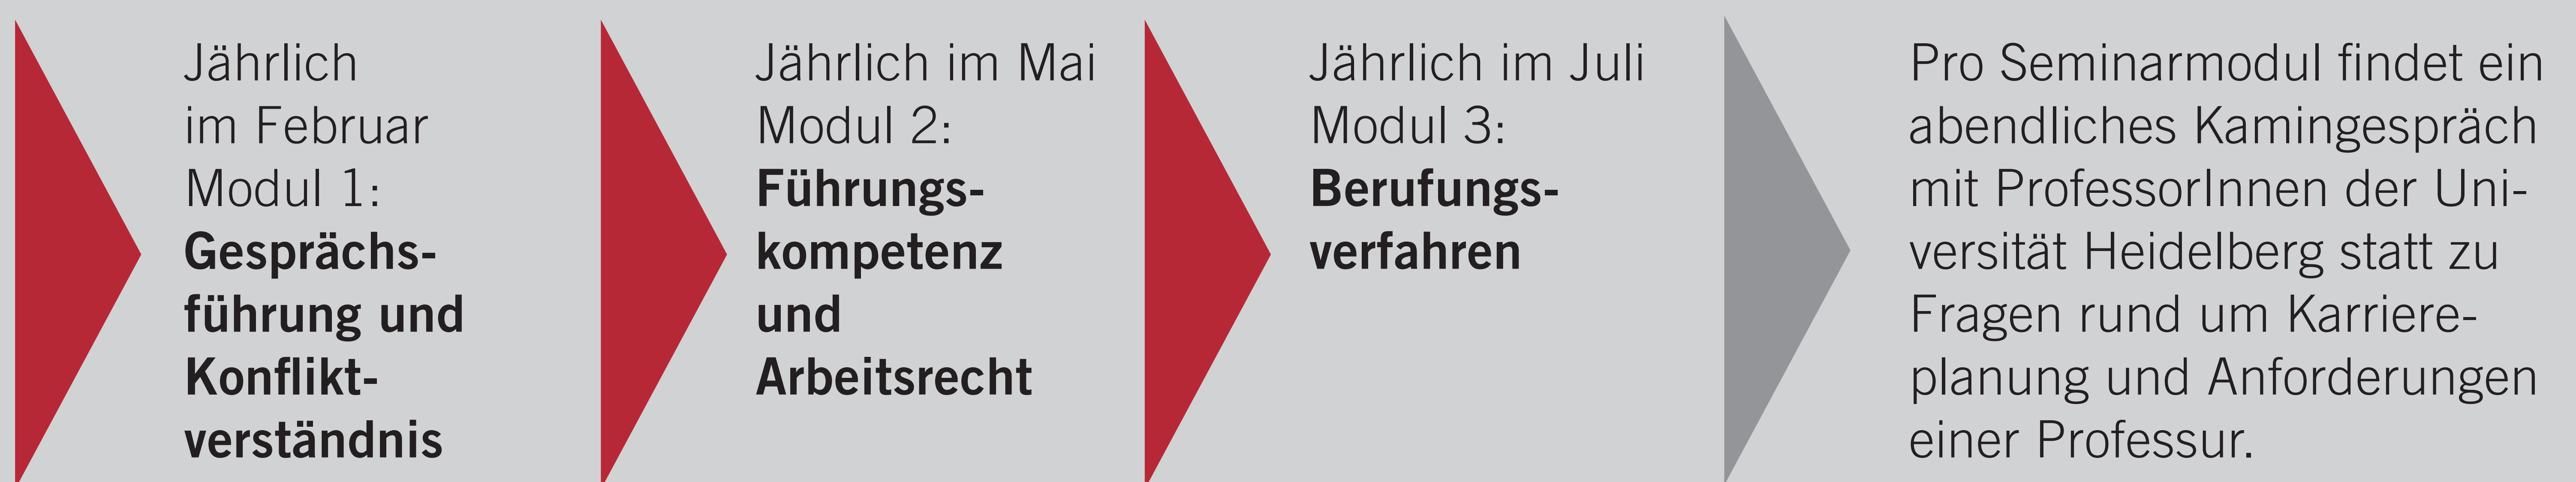 Jährlich
im Februar
Modul 1:
Gesprächs-
führung und
Konflikt-
verständnis
Jährlich im Mai
Modul 2:
Führungs-
kompetenz
und
Arbeitsrecht
Jährlich im Juli
Modul 3:
Berufungs-
verfahren
Pro Seminarmodul findet ein
abendliches Kamingespräch
mit ProfessorInnen der Uni-
versität Heidelberg statt zu
Fragen rund um Karriere-
planung und Anforderungen
einer Professur.